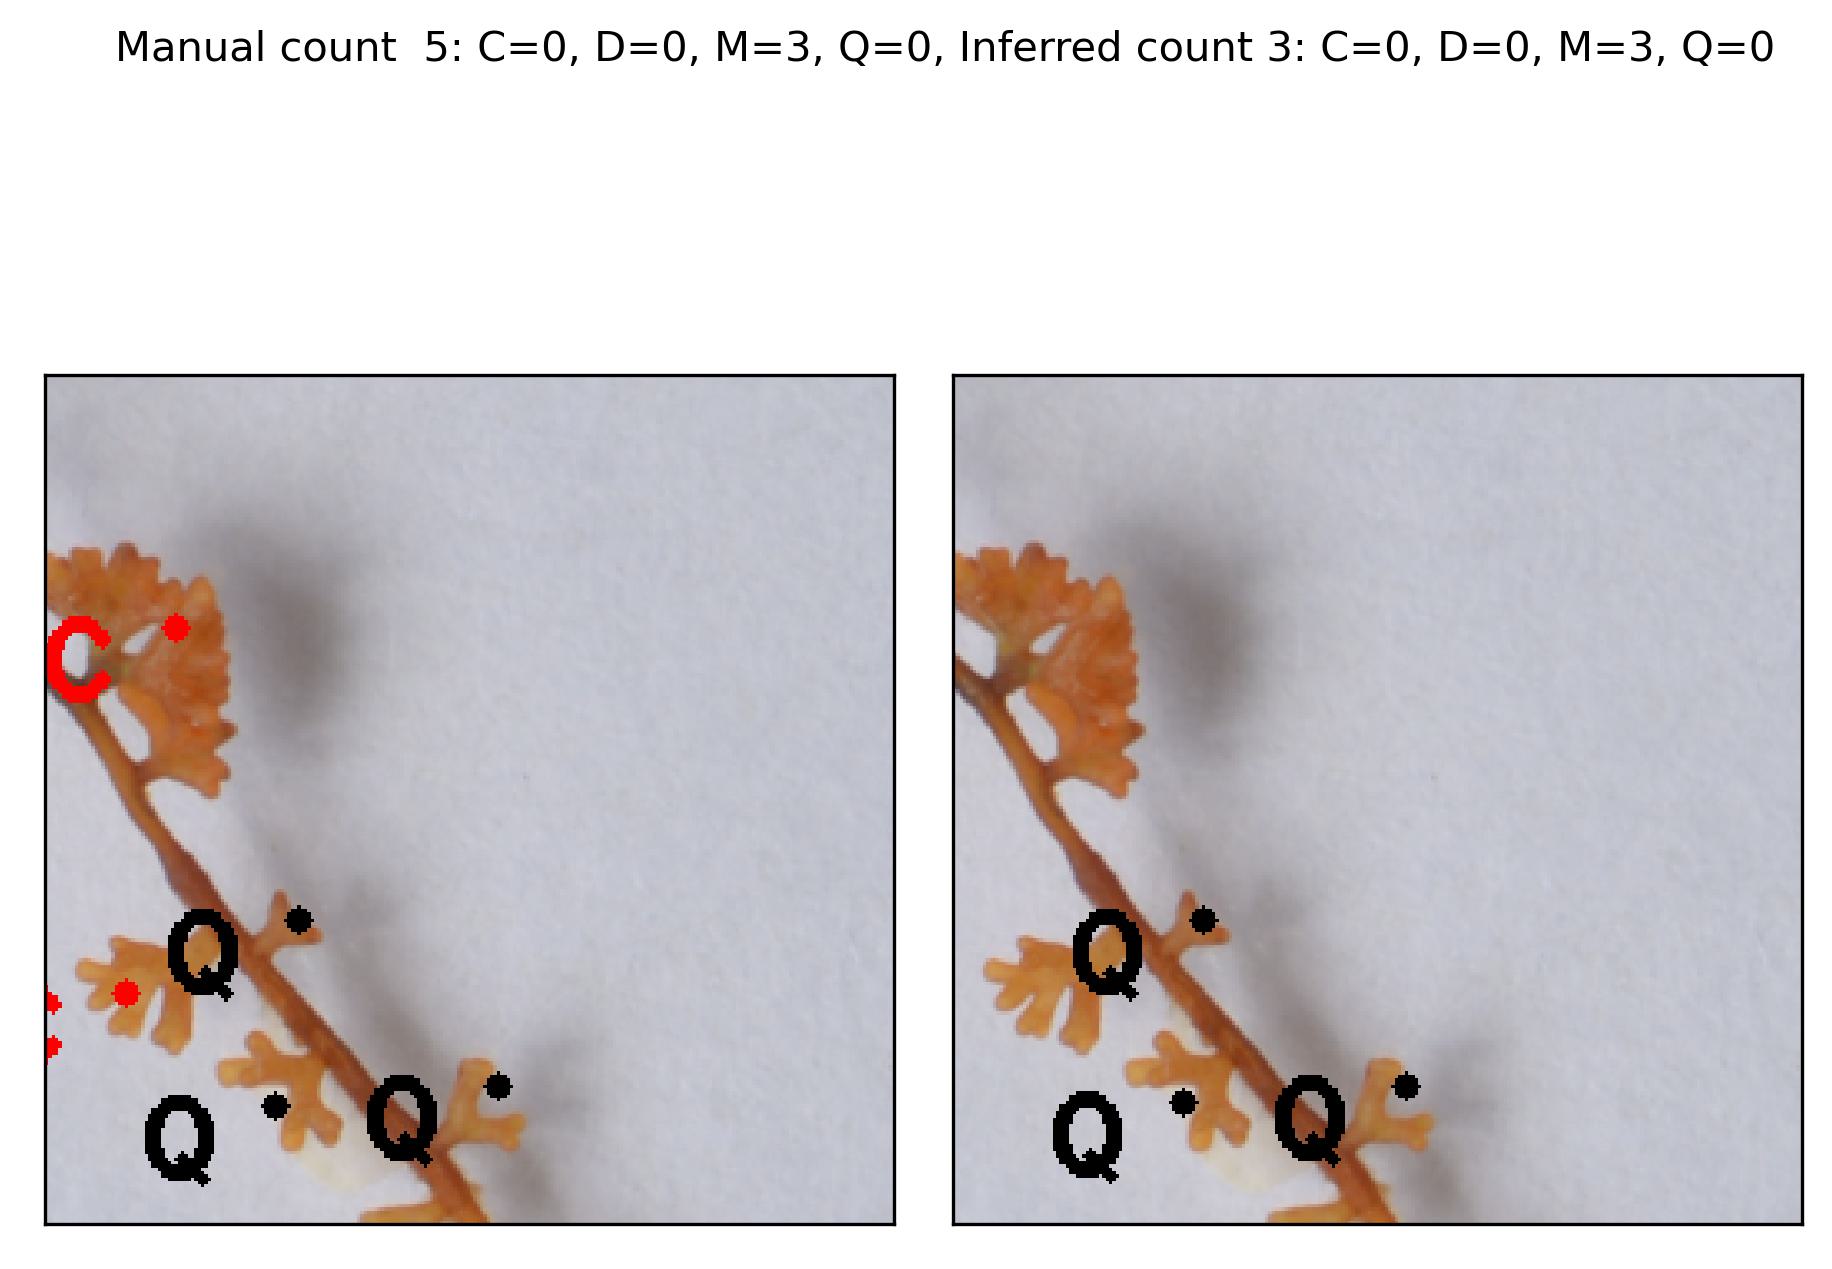 Manual count  5: C=0, D=0, M=3, Q=0, Inferred count 3: C=0, D=0, M=3, Q=0
C
Q Q
Q Q
Q Q